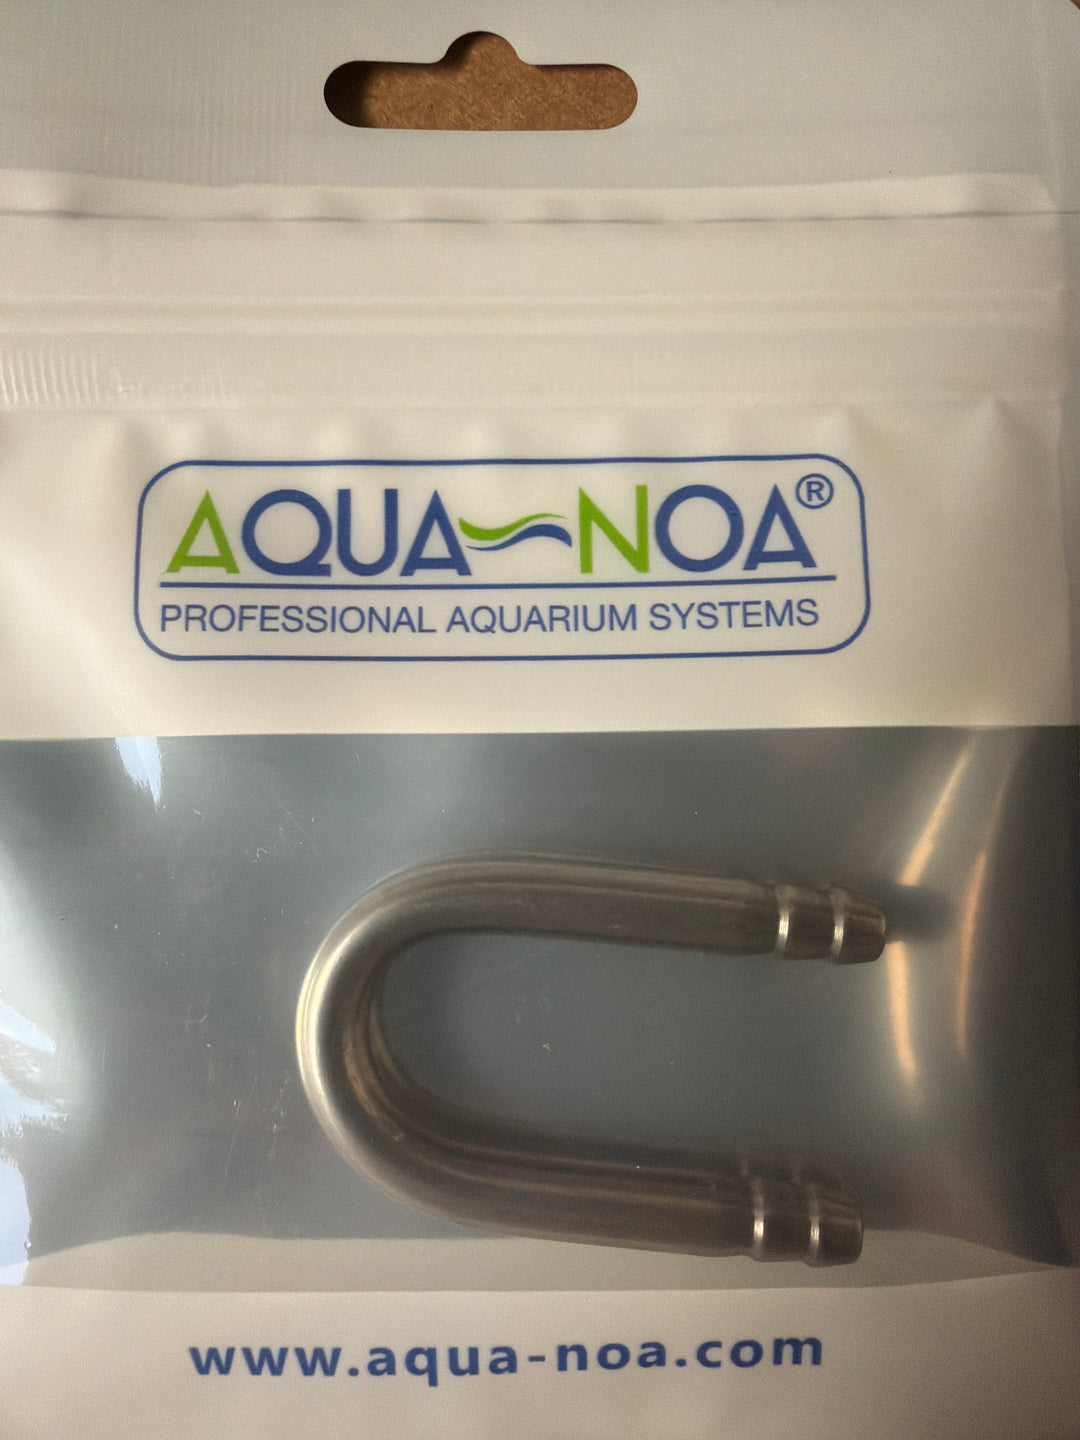 AQUA~NOA®
PROFESSIONAL AQUARIUM SYSTEMS
www.aqua-noa.com